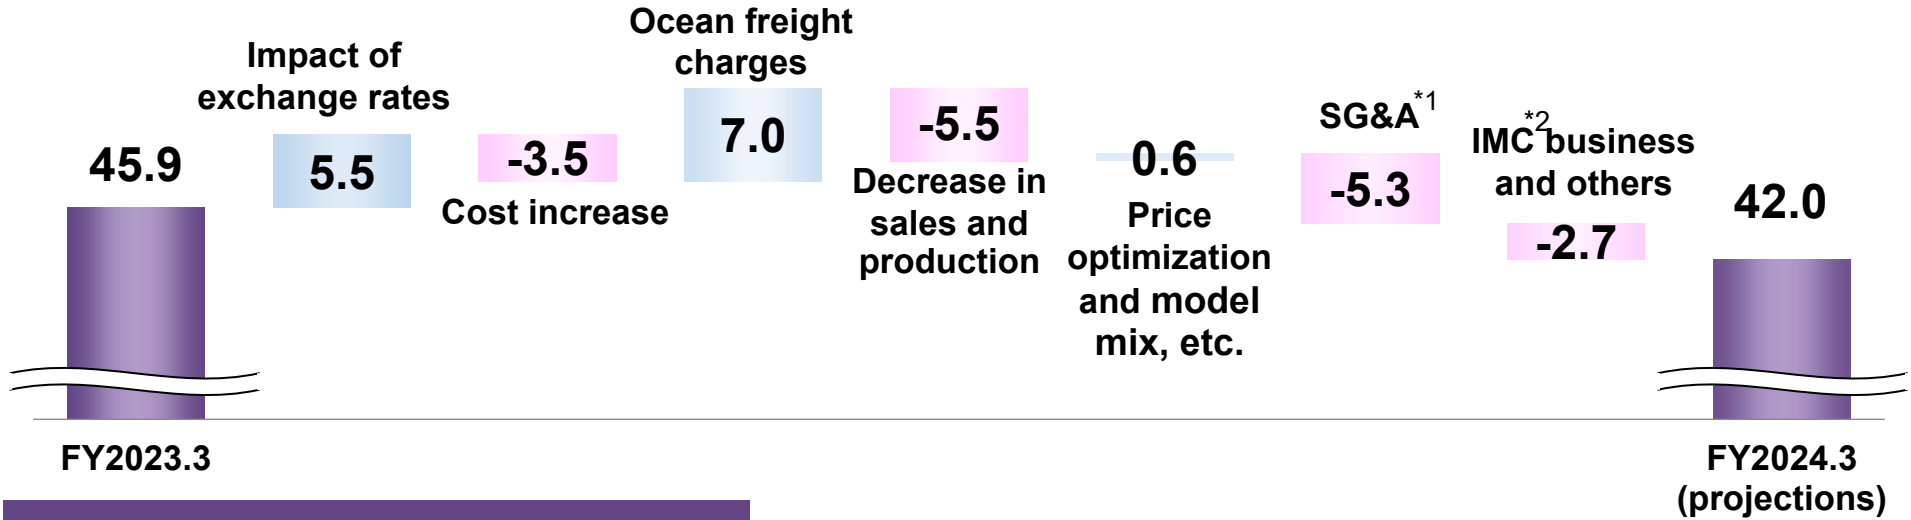 45.9
FY2023.3
Impact of
exchange rates
5.5
-3.5
Cost increase
Ocean freight
charges
7.0
-5.5
Decrease in
sales and
production
0.6
Price
optimization
and model
mix, etc.
SG&A*1
-5.3
IMC*2business
and others
-2.7
42.0
FY2024.3
(projections)